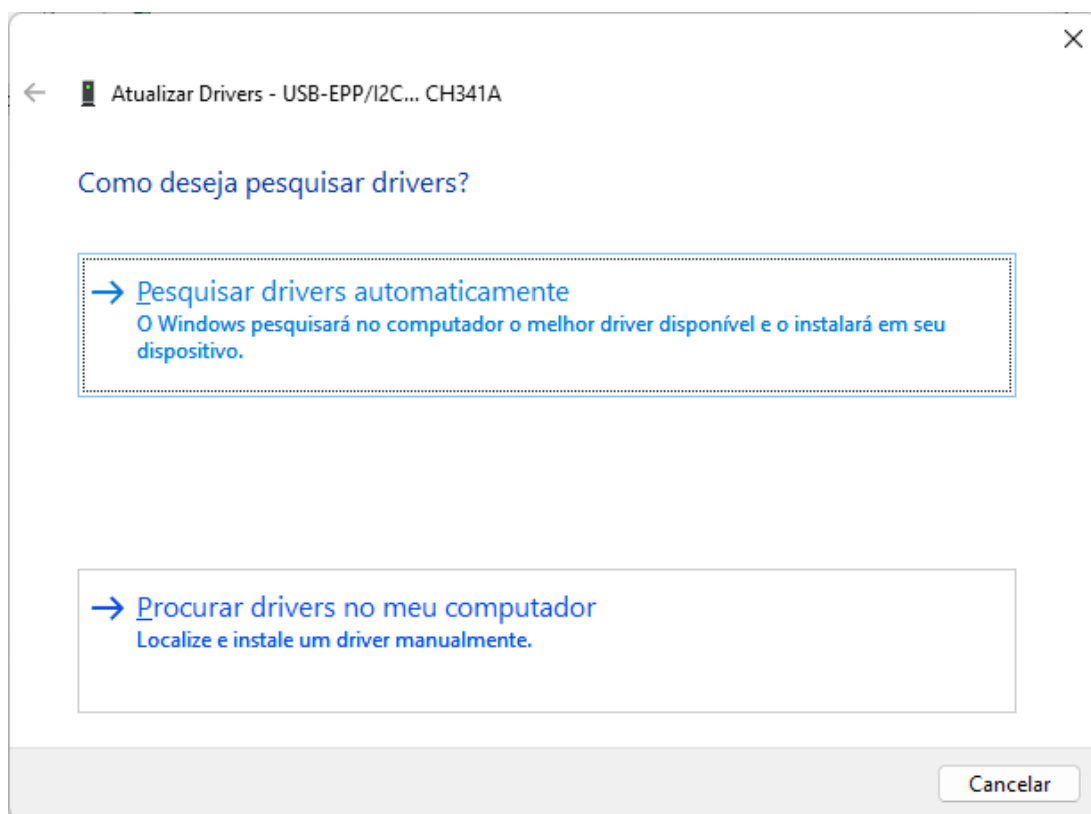 Atualizar Drivers - USB-EPP/I2C... CH341A
Como deseja pesquisar drivers?
Pesquisar drivers automaticamente
O Windows pesquisará no computador o melhor driver disponível e o instalará em seu
dispositivo.
Procurar drivers no meu computador
Localize e instale um driver manualmente.
Cancelar